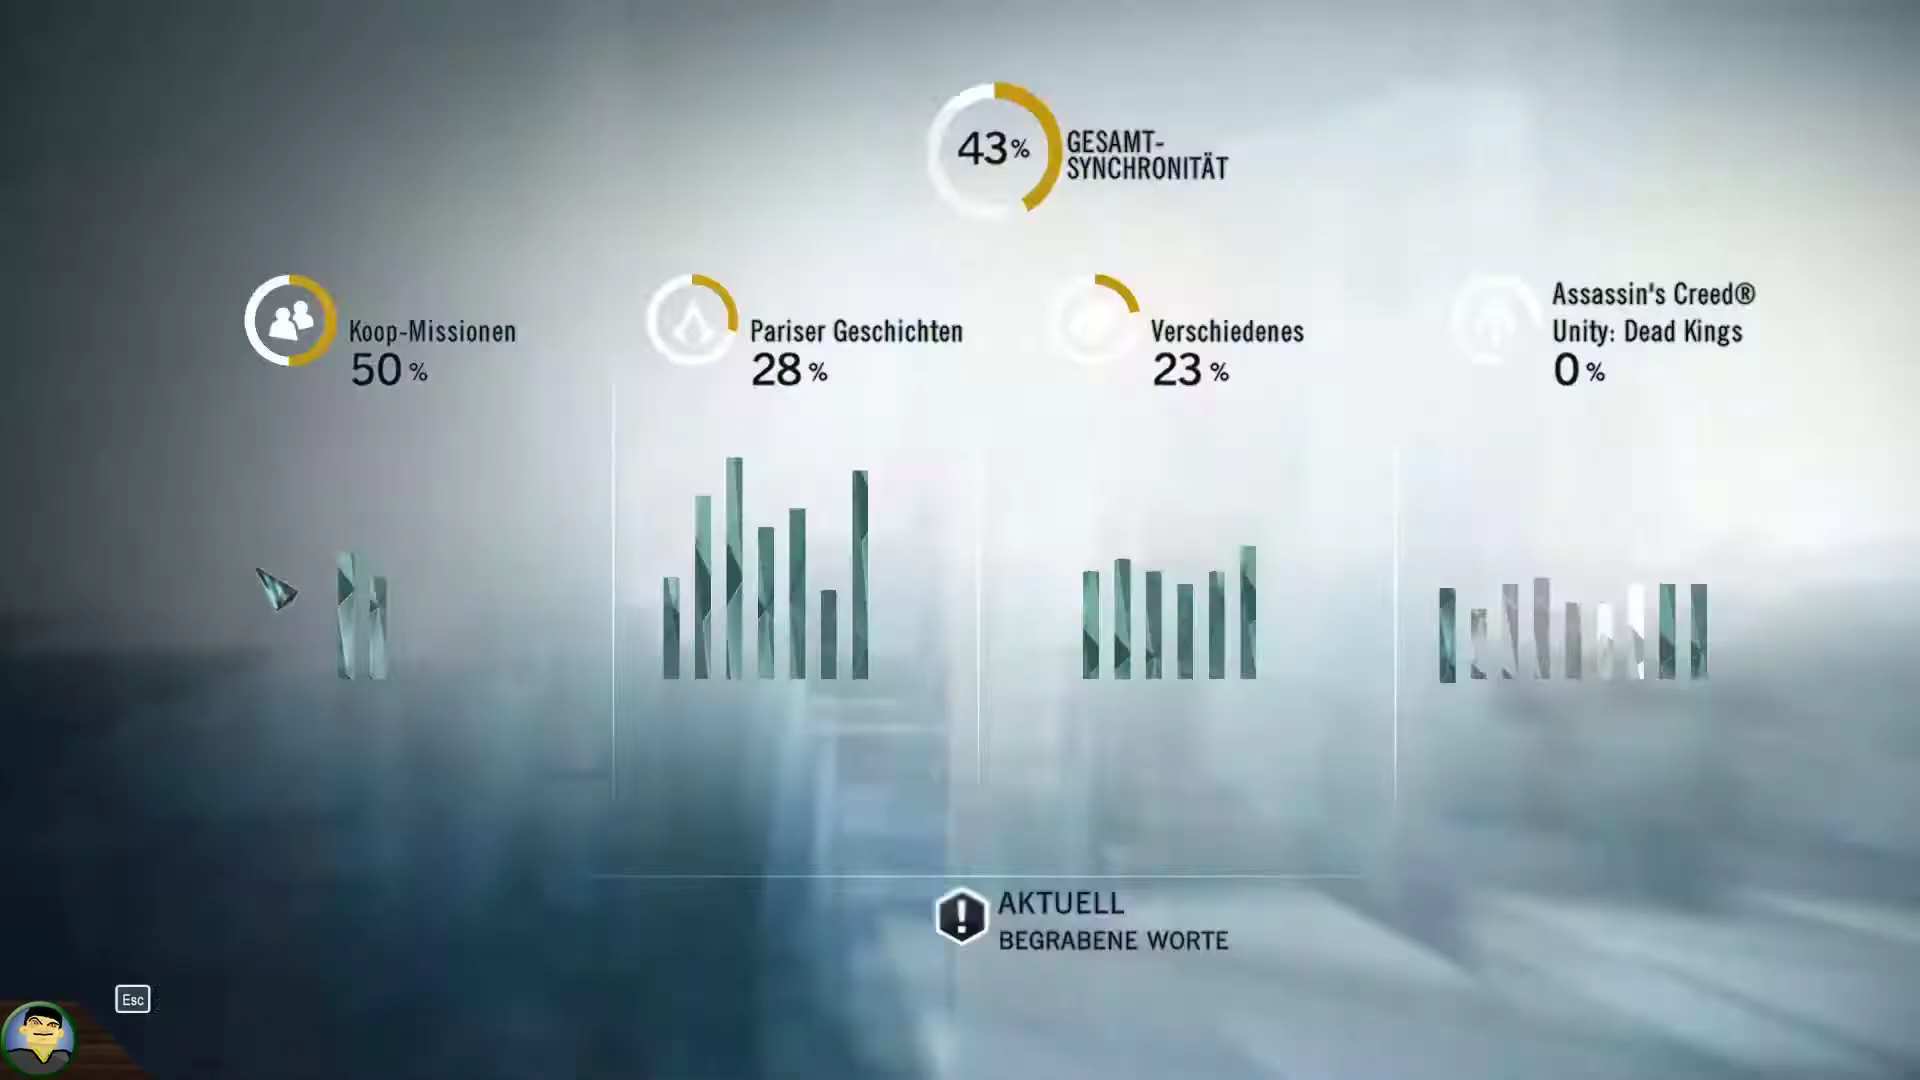 43%
GESAMT-
SYNCHRONITÄT
Koop-Missionen
50 %
Pariser Geschichten
28 %
Verschiedenes
23 %
Assassin's Creed®
Unity: Dead Kings
0 %
AKTUELL
BEGRABENE WORTE
Esc